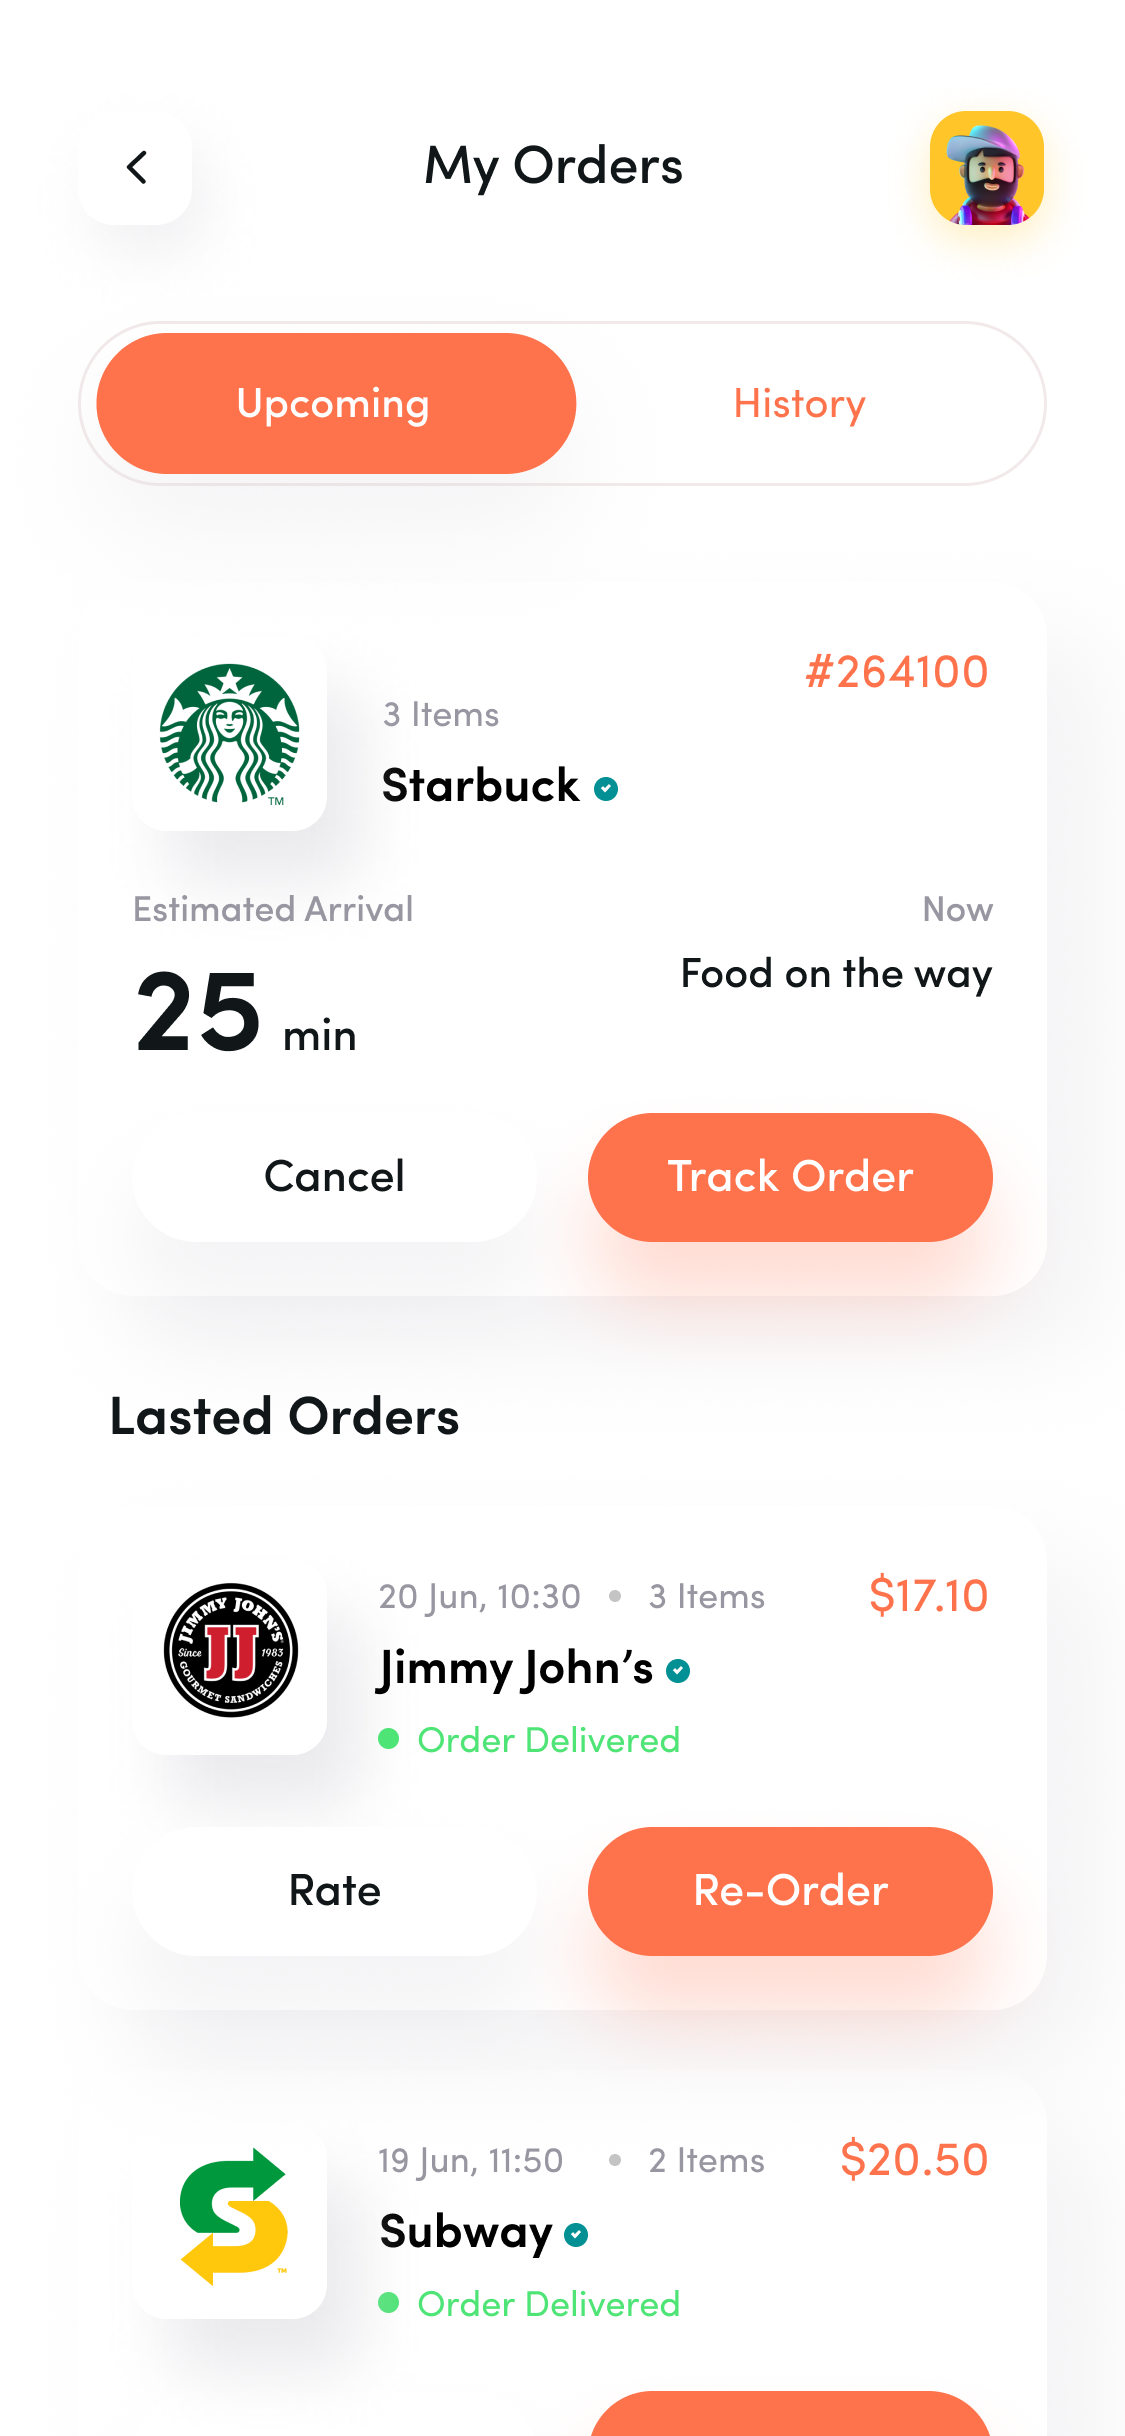 My Orders
Upcoming
History
#264100
3 Items
Starbuck
TM
Estimated Arrival
Now
25 min
Food on the way
Cancel
Track Order
Lasted Orders
20 Jun, 10:30 • 3 Items
$17.10
JIMMY JOHN'S
Since JJ 1983
GOURMET SANDWICHES
Jimmy John’s
Order Delivered
Rate
Re-Order
19 Jun, 11:50 • 2 Items
$20.50
S
TM
Subway
Order Delivered